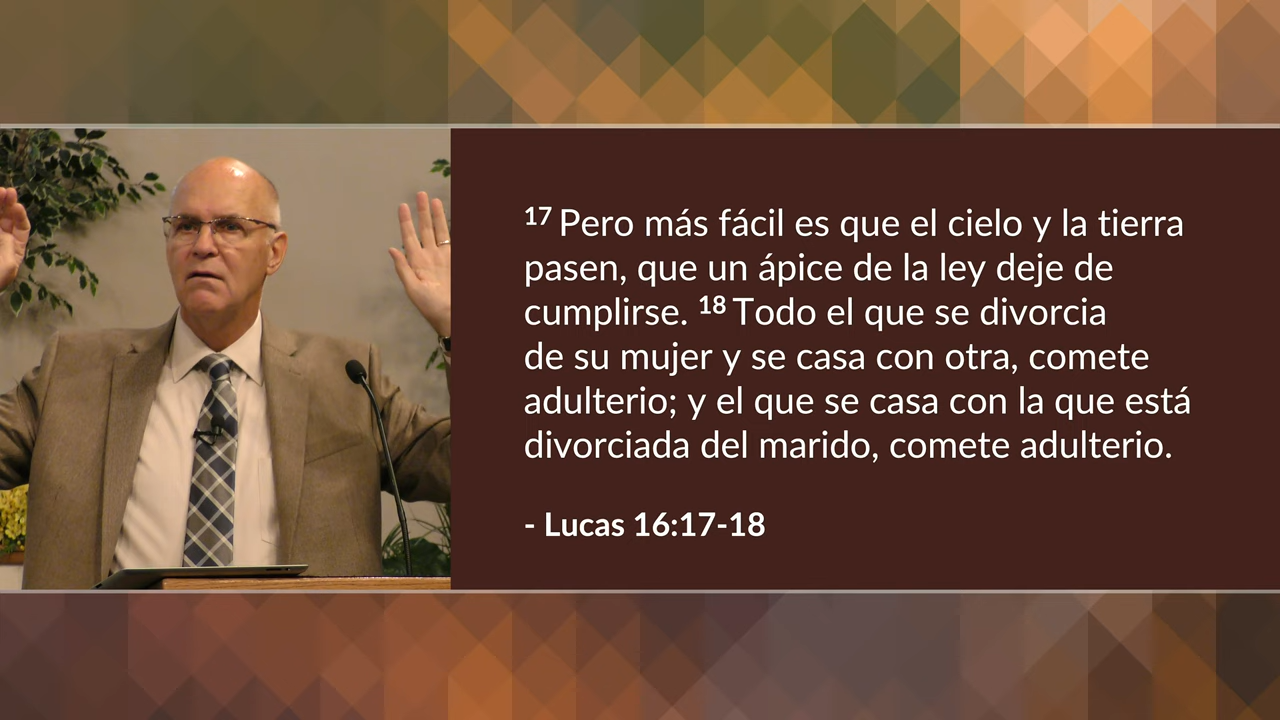 17 Pero más fácil es que el cielo y la tierra
pasen, que un ápice de la ley deje de
cumplirse. 18 Todo el que se divorcia
de su mujer y se casa con otra, comete
adulterio; y el que se casa con la que está
divorciada del marido, comete adulterio.
- Lucas 16:17-18